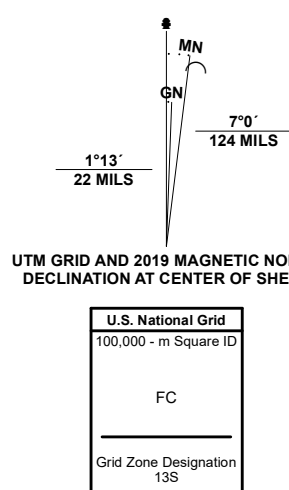 MN
GN
7°0´
124 MILS
1°13´
22 MILS
UTM GRID AND 2019 MAGNETIC NO
DECLINATION AT CENTER OF SHE
U.S. National Grid
100,000 - m Square ID
FC
Grid Zone Designation
13S